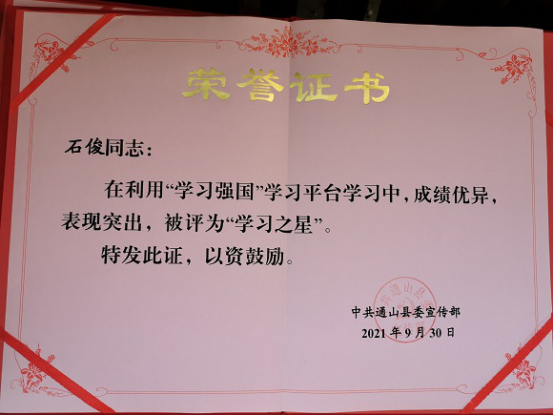 荣誉证书
石俊同志：
在利用“学习强国”学习平台学习中，成绩优异，
表现突出，被评为“学习之星”。
特发此证，以资鼓励。
中共通山县委宣传部
2021年9月30日